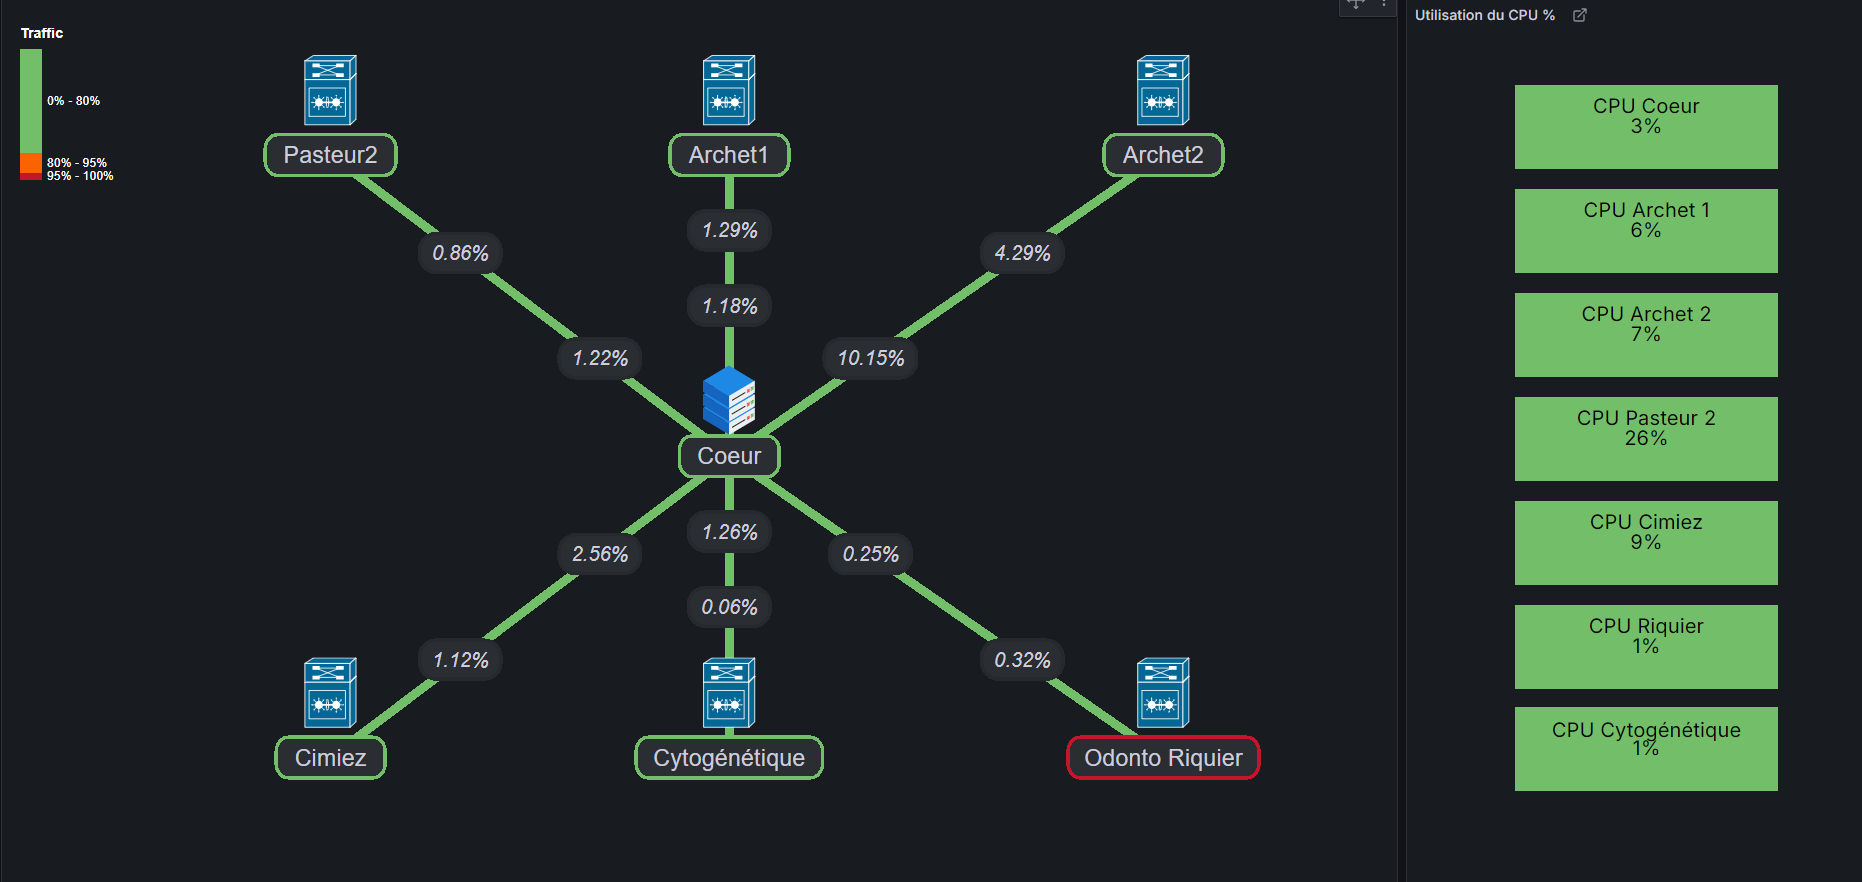 Traffic
0% - 80%
80% - 95%
95% - 100%
Pasteur2
Archet1
Archet2
0.86%
1.29%
4.29%
1.22%
1.18%
10.15%
Coeur
2.56%
1.26%
0.25%
1.12%
0.06%
0.32%
Cimiez
Cytogénétique
Odonto Riquier
Utilisation du CPU %
CPU Coeur
3%
CPU Archet 1
6%
CPU Archet 2
7%
CPU Pasteur 2
26%
CPU Cimiez
9%
CPU Riquier
1%
CPU Cytogénétique
1%